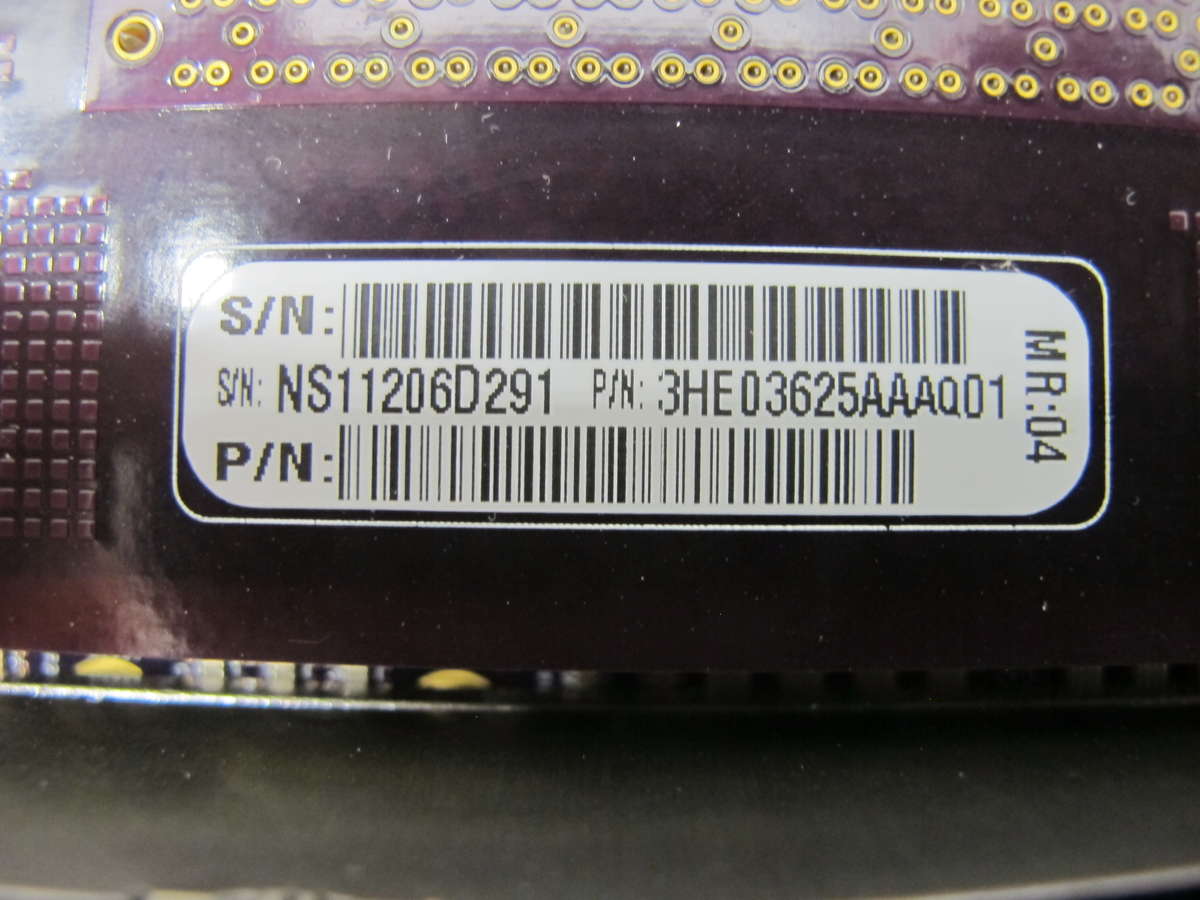 S/N:
S/N: NS11206D291 P/N: 3HE03625AAAQ01
P/N:
MR:04